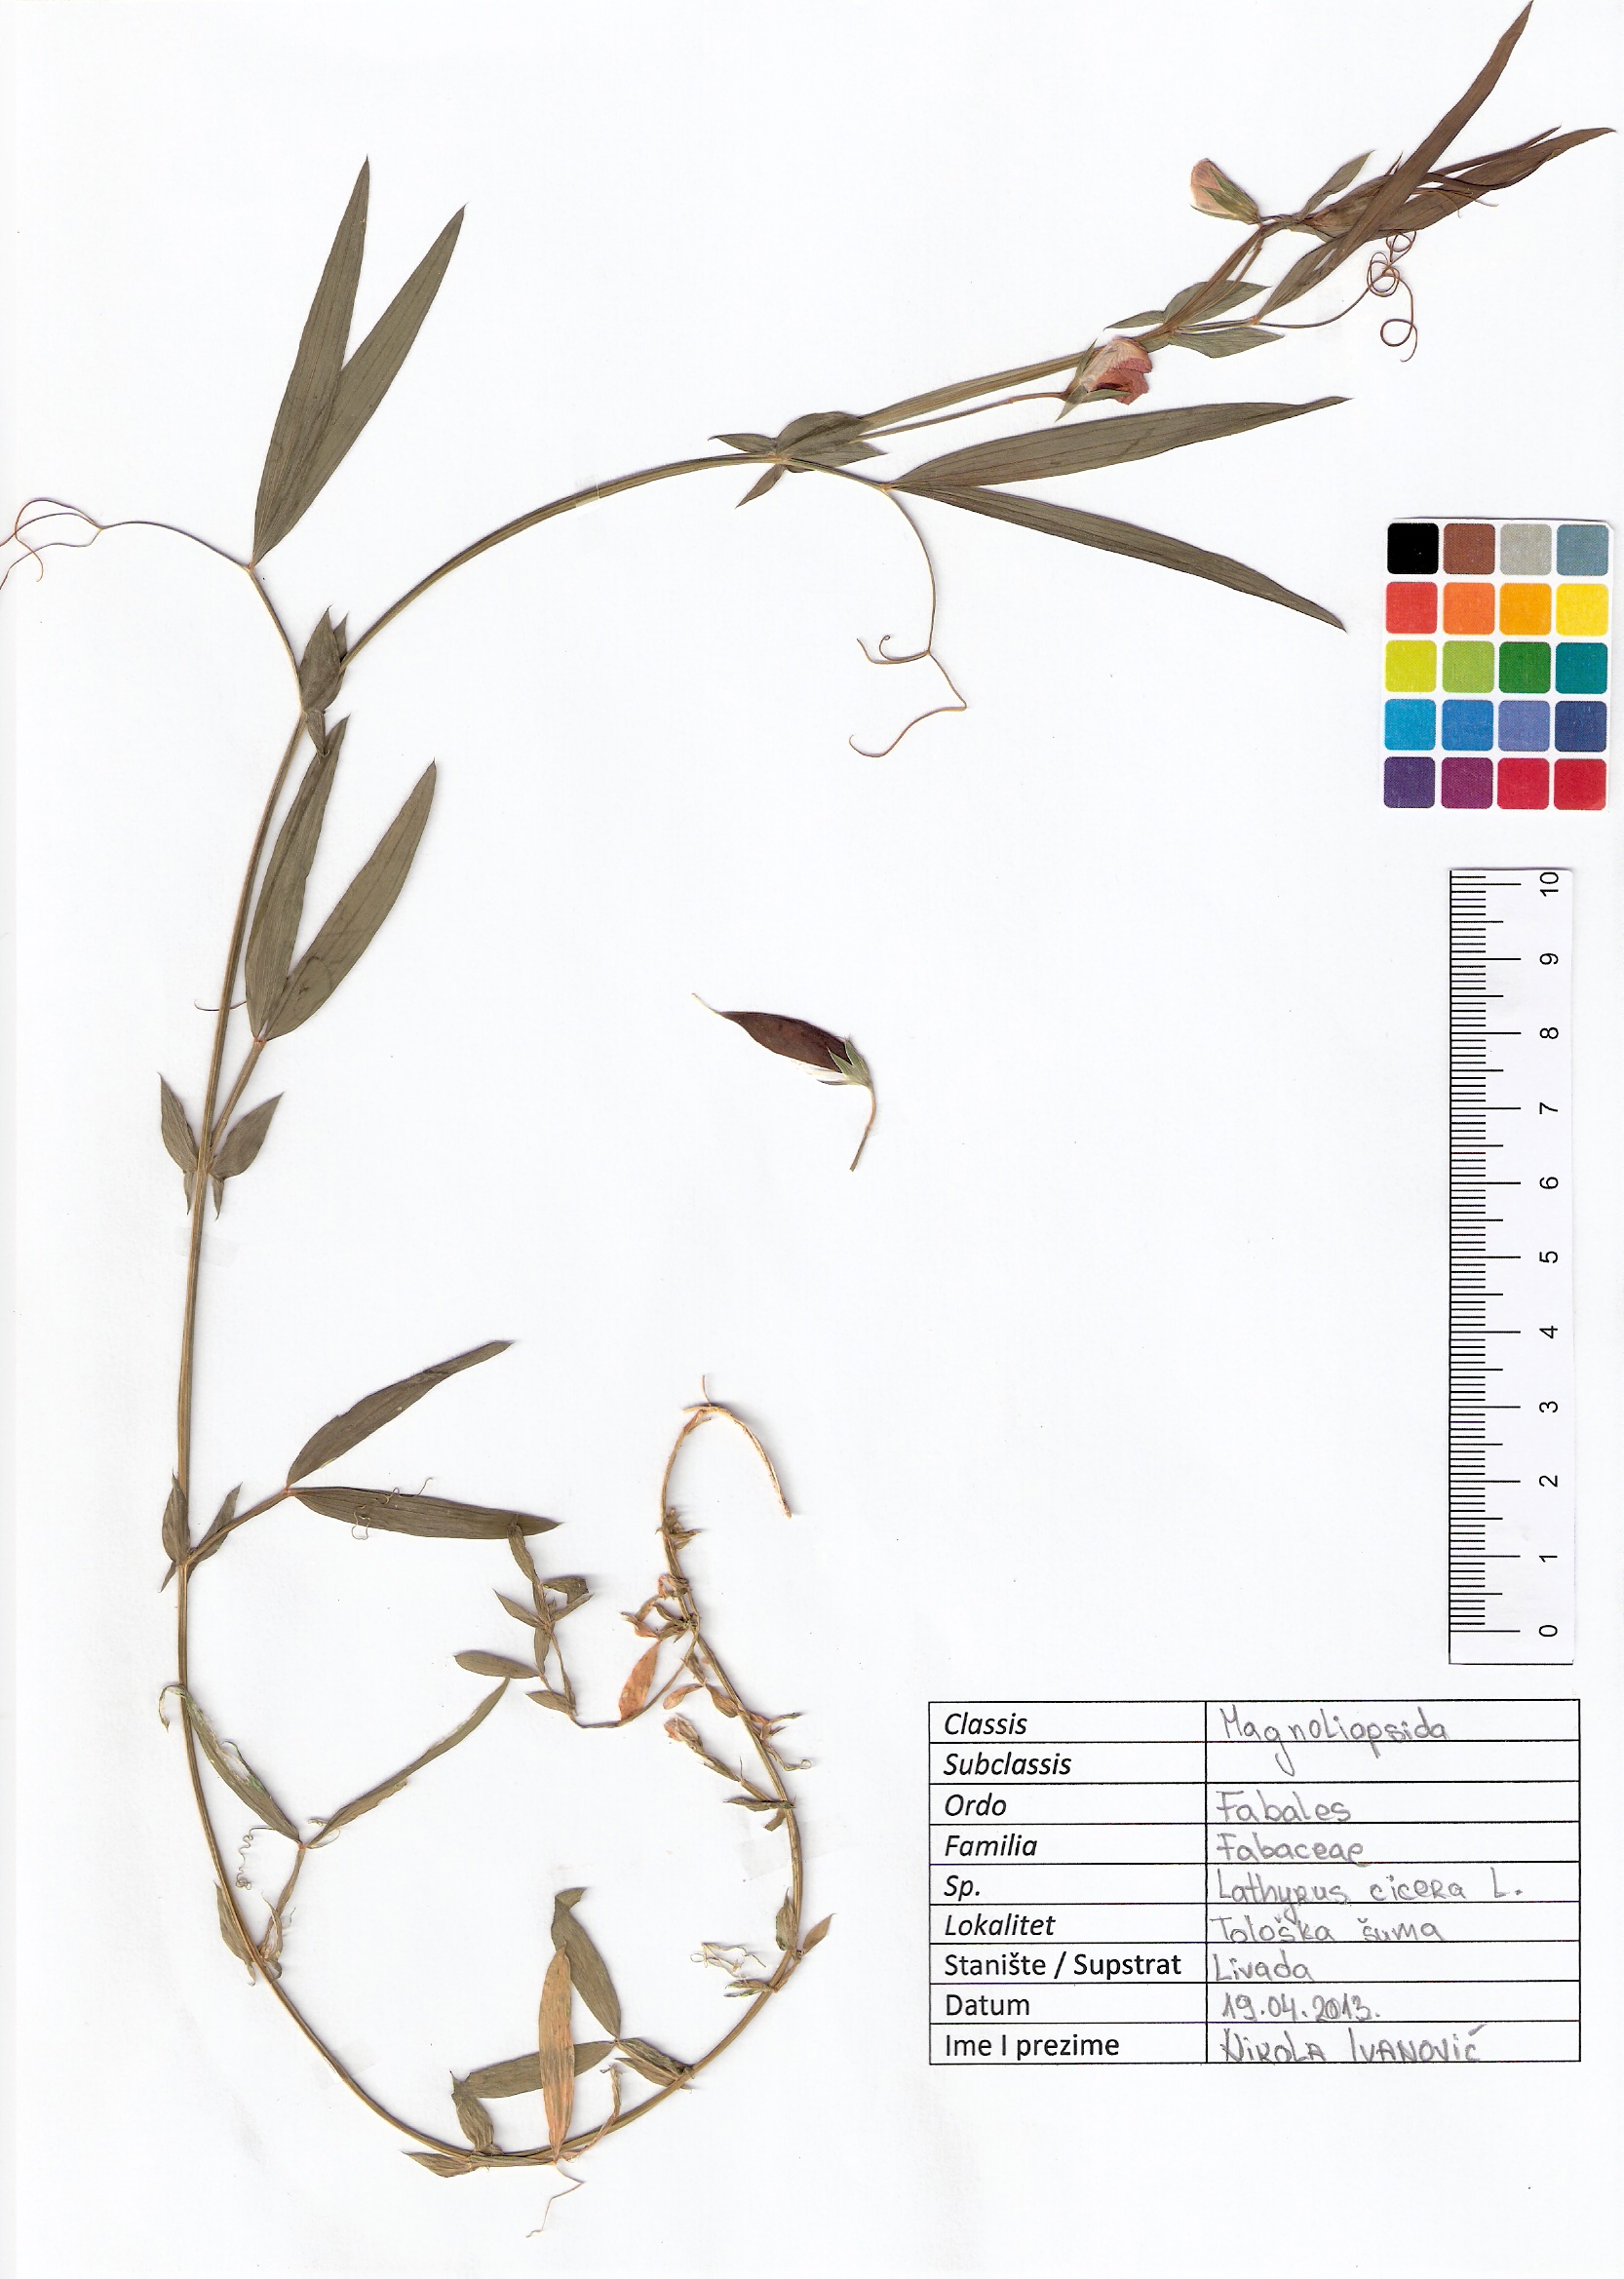 10
9
8
7
6
5
4
3
2
1
0
Classis Magnoliopsida
Subclassis
Ordo Fabales
Familia Fabaceae
Sp. Lathyrus cicera L.
Lokalitet Tološka šuma
Stanište / Supstrat Livada
Datum 19.04.2013.
Ime I prezime Nikola Ivanović